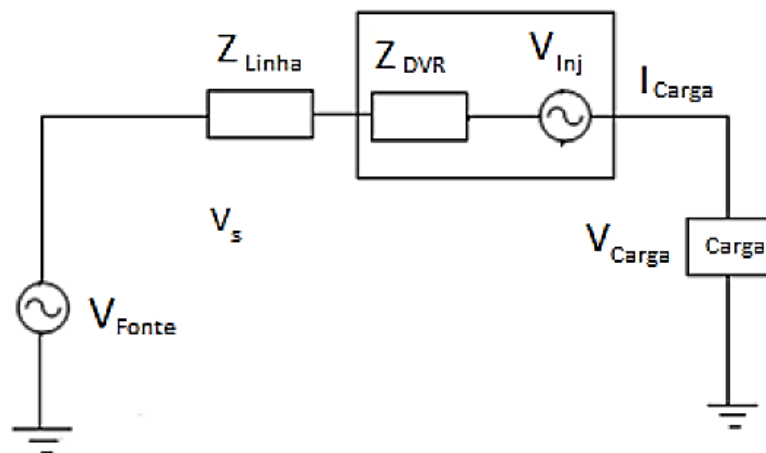 Z Linha
Z DVR
V Inj
I Carga
V s
V Carga
Carga
V Fonte